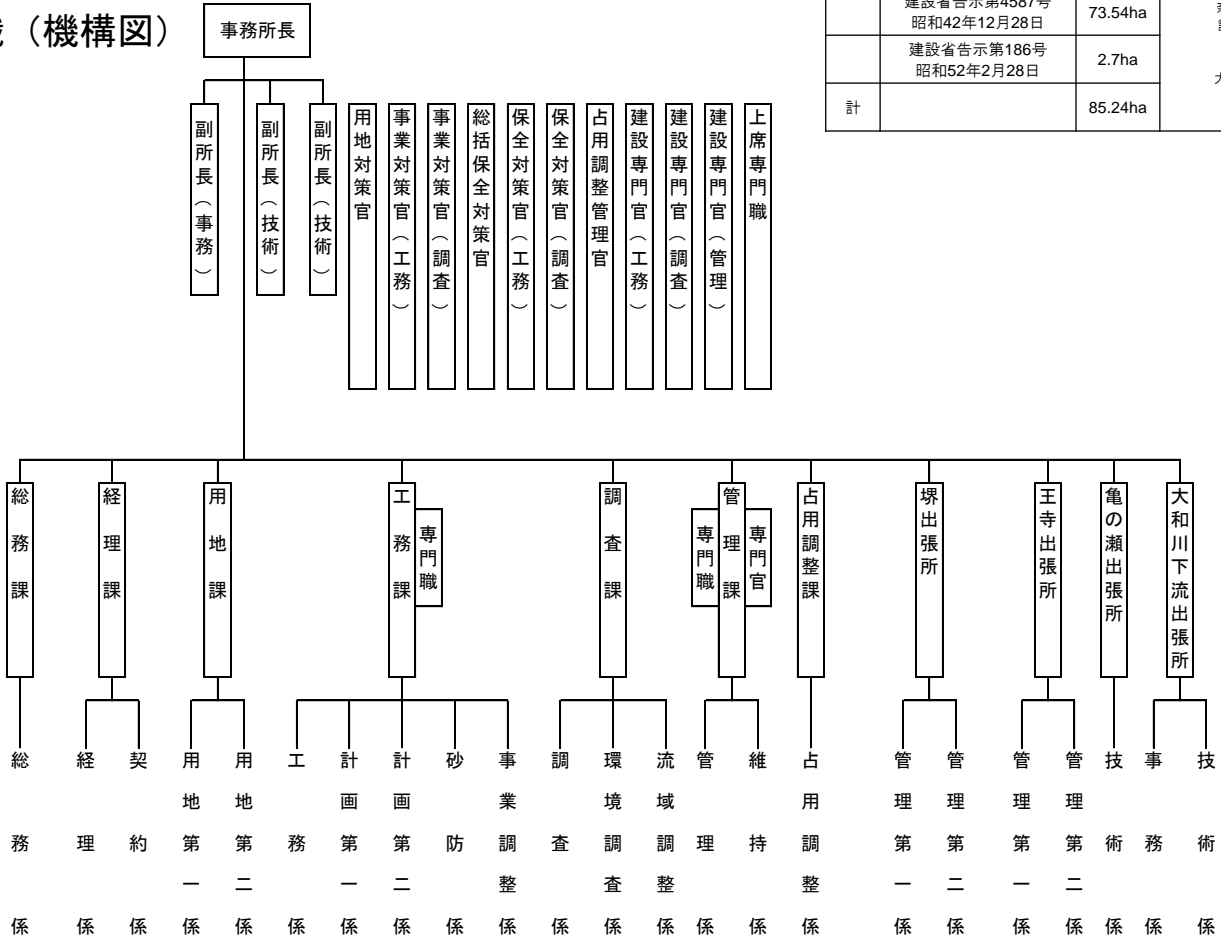 （機構図）
事務所長
建設省告示第4587号
昭和42年12月28日
73.54ha
建設省告示第186号
昭和52年2月28日
2.7ha
計
85.24ha
副所長（事務）
副所長（技術）
副所長（技術）
用地対策官
事業対策官（工務）
事業対策官（調査）
総括保全対策官
保全対策官（工務）
保全対策官（調査）
占用調整管理官
建設専門官（工務）
建設専門官（調査）
建設専門官（管理）
上席専門職
総務課
経理課
用地課
工務課
専門職
調査課
専門職
管理課
専門官
占用調整課
堺出張所
王寺出張所
亀の瀬出張所
大和川下流出張所
総務係
経理係
契約係
用地第一係
用地第二係
工務係
計画第一係
計画第二係
砂防係
事業調整係
調査係
環境調査係
流域調整係
管理係
維持係
占用調整係
管理第一係
管理第二係
管理第一係
管理第二係
技術係
事務係
技術係